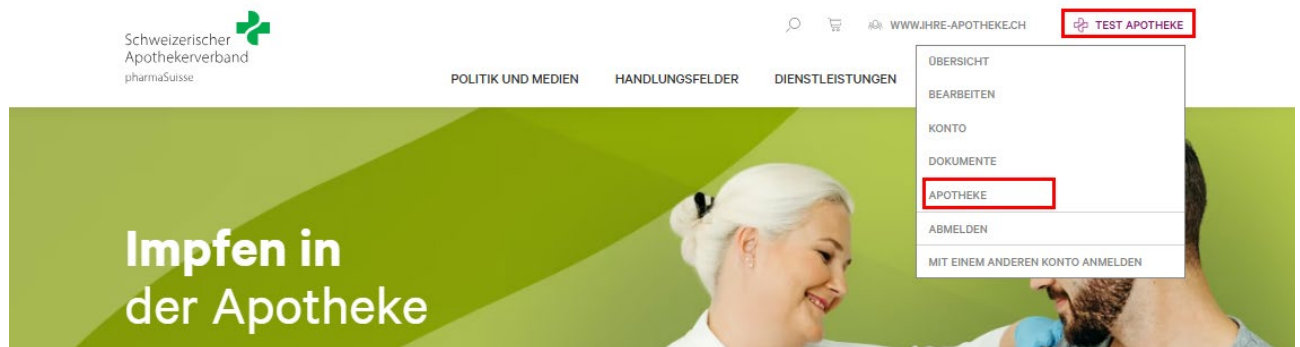 Schweizerischer
Apothekerverband
pharmaSuisse
WWW.IHRE-APOTHEKE.CH
TEST APOTHEKE
POLITIK UND MEDIEN
HANDLUNGSFELDER
DIENSTLEISTUNGEN
ÜBERSICHT
BEARBEITEN
KONTO
DOKUMENTE
APOTHEKE
ABMELDEN
MIT EINEM ANDEREN KONTO ANMELDEN
Impfen in
der Apotheke